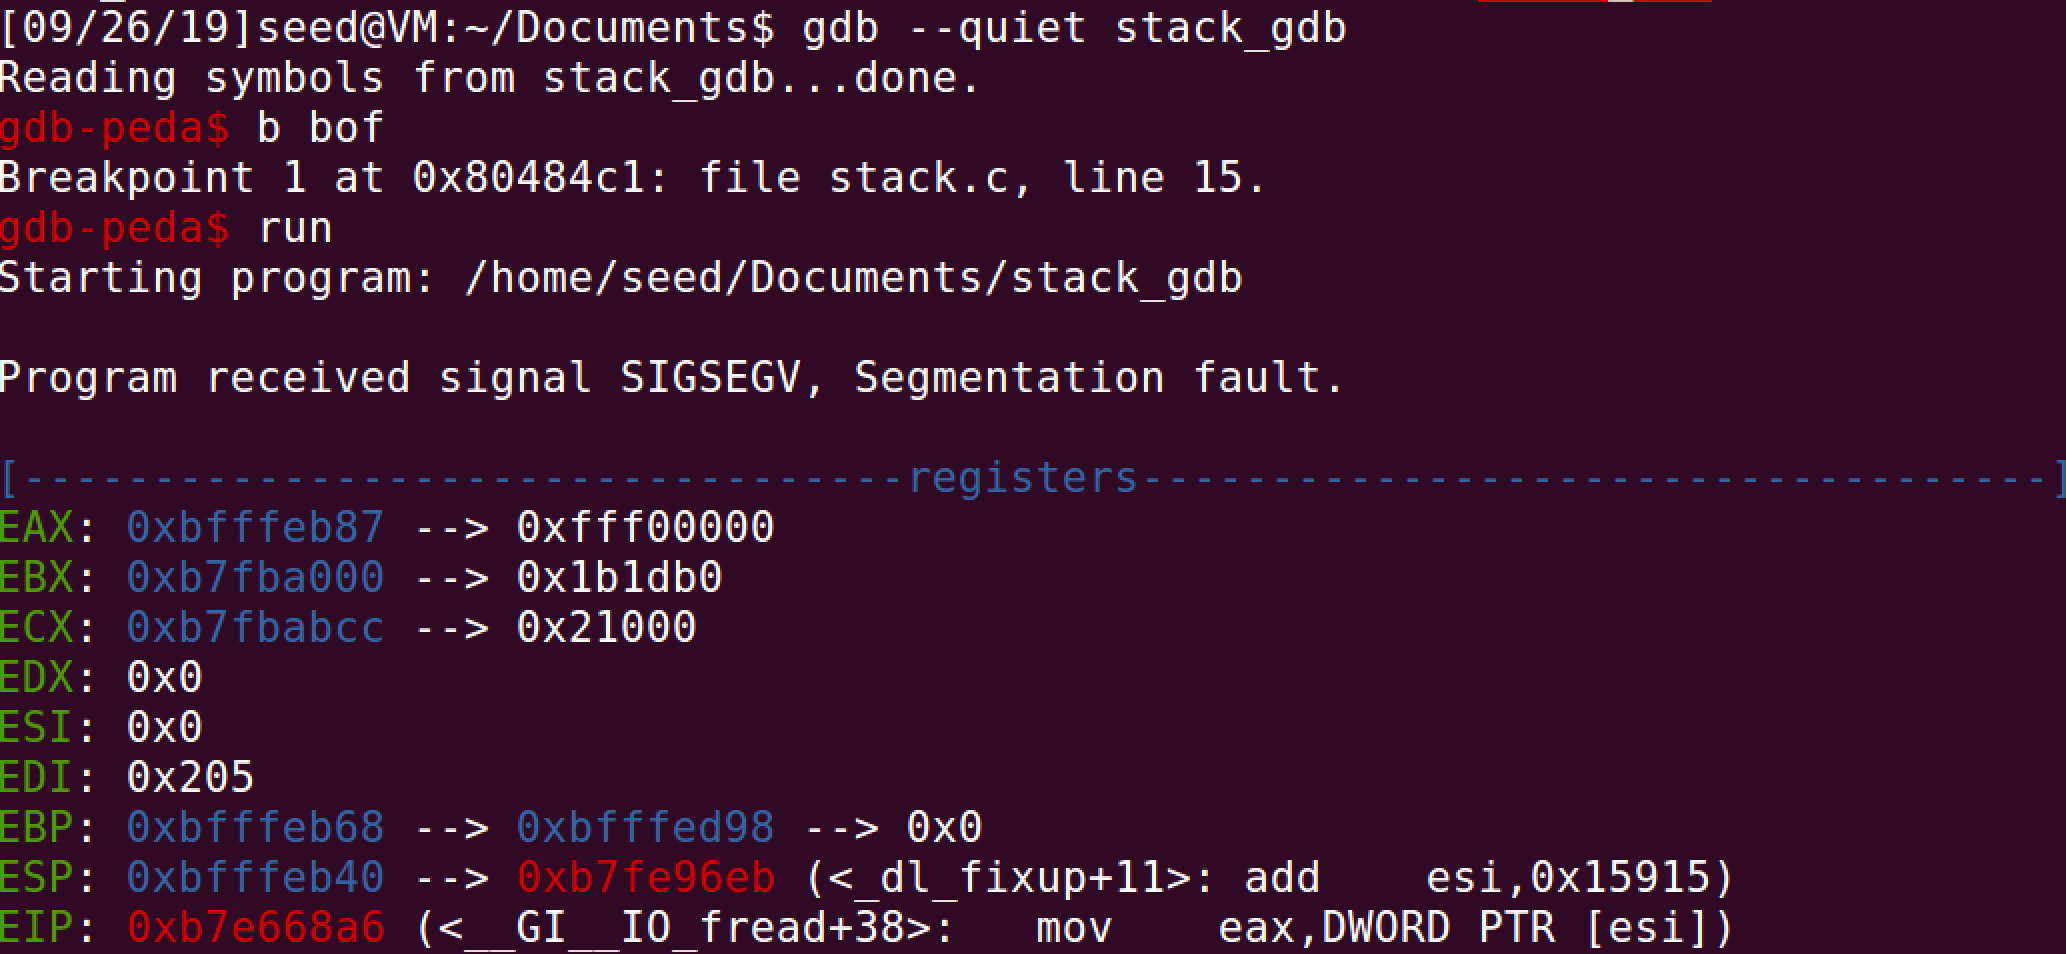 [09/26/19]seed@VM:~/Documents$ gdb --quiet stack_gdb
Reading symbols from stack_gdb...done.
gdb-peda$ b bof
Breakpoint 1 at 0x80484c1: file stack.c, line 15.
gdb-peda$ run
Starting program: /home/seed/Documents/stack_gdb
Program received signal SIGSEGV, Segmentation fault.
[----------------------------------registers-----------------------------------]
EAX: 0xbfffeb87 --> 0xfff00000
EBX: 0xb7fba000 --> 0x1b1db0
ECX: 0xb7fbabcc --> 0x21000
EDX: 0x0
ESI: 0x0
EDI: 0x205
EBP: 0xbfffeb68 --> 0xbfffed98 --> 0x0
ESP: 0xbfffeb40 --> 0xb7fe96eb (<_dl_fixup+11>: add    esi,0x15915)
EIP: 0xb7e668a6 (<__GI__IO_fread+38>:   mov    eax,DWORD PTR [esi])